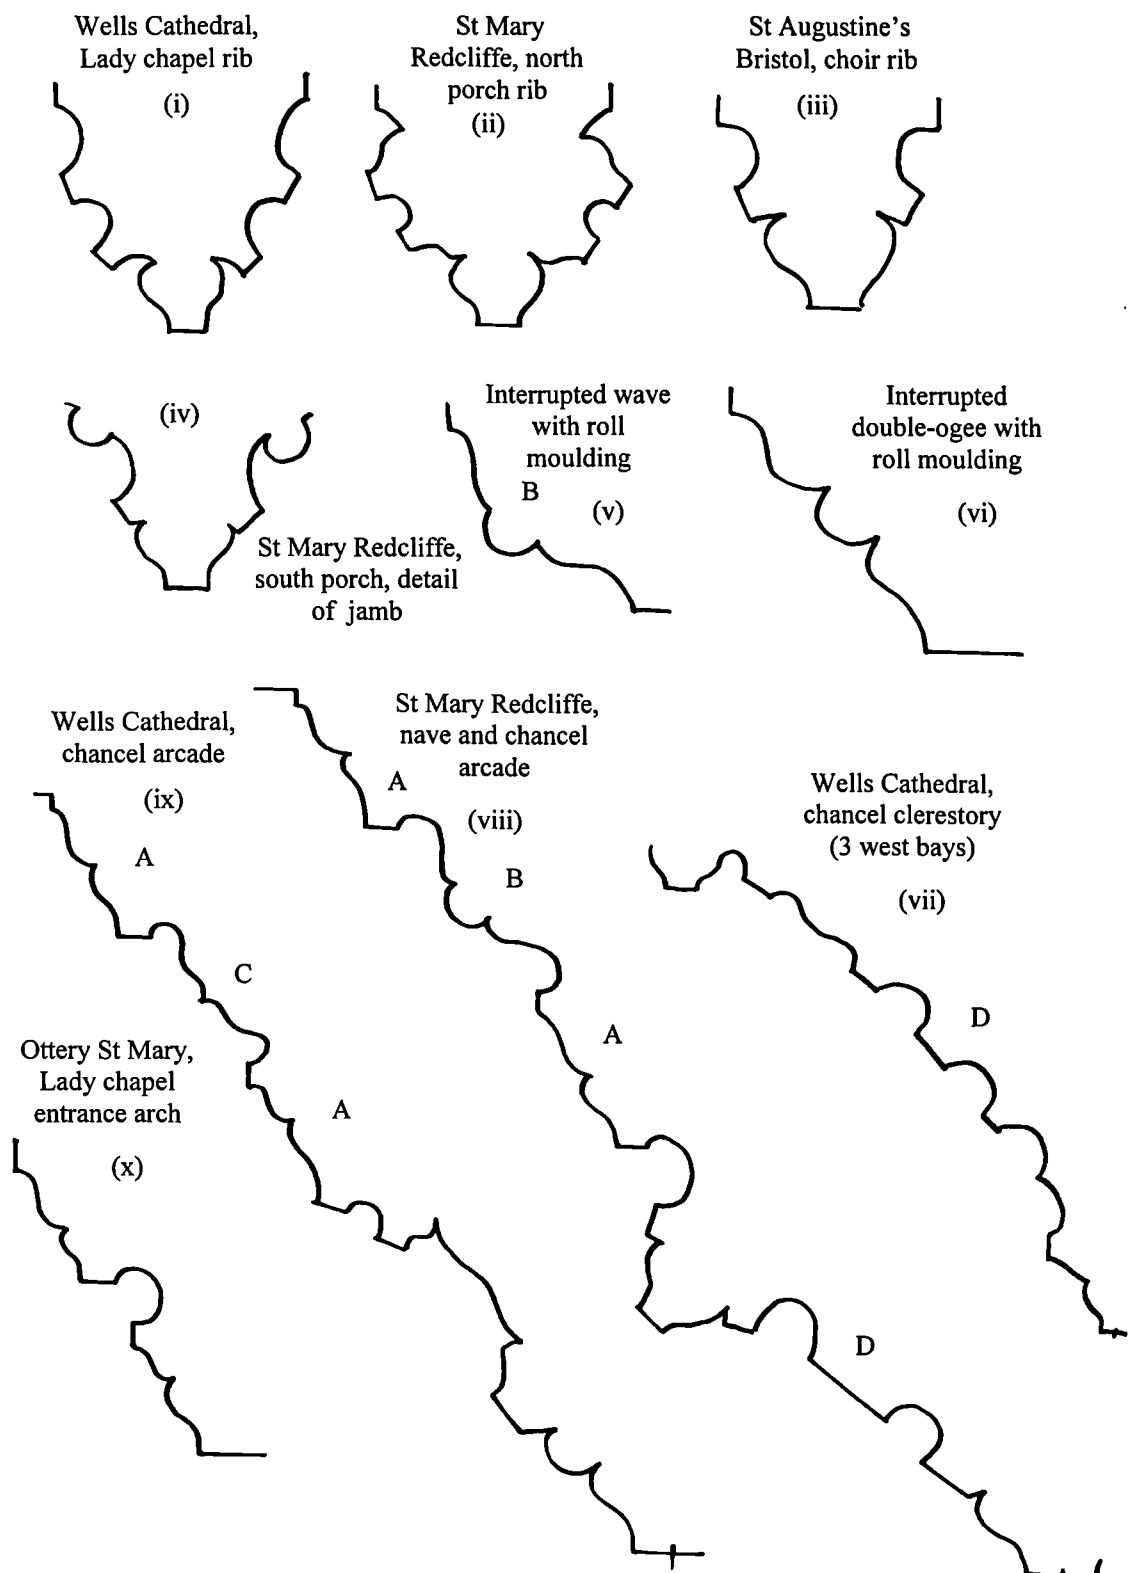 Wells Cathedral,
Lady chapel rib
(i)
St Mary
Redcliffe, north
porch rib
(ii)
St Augustine's
Bristol, choir rib
(iii)
(iv)
St Mary Redcliffe,
south porch, detail
of jamb
Interrupted wave
with roll
moulding
B
(v)
Interrupted
double-ogee with
roll moulding
(vi)
Wells Cathedral,
chancel arcade
(ix)
A
C
A
St Mary Redcliffe,
nave and chancel
arcade
A
(viii)
B
A
D
Wells Cathedral,
chancel clerestory
(3 west bays)
(vii)
D
Ottery St Mary,
Lady chapel
entrance arch
(x)